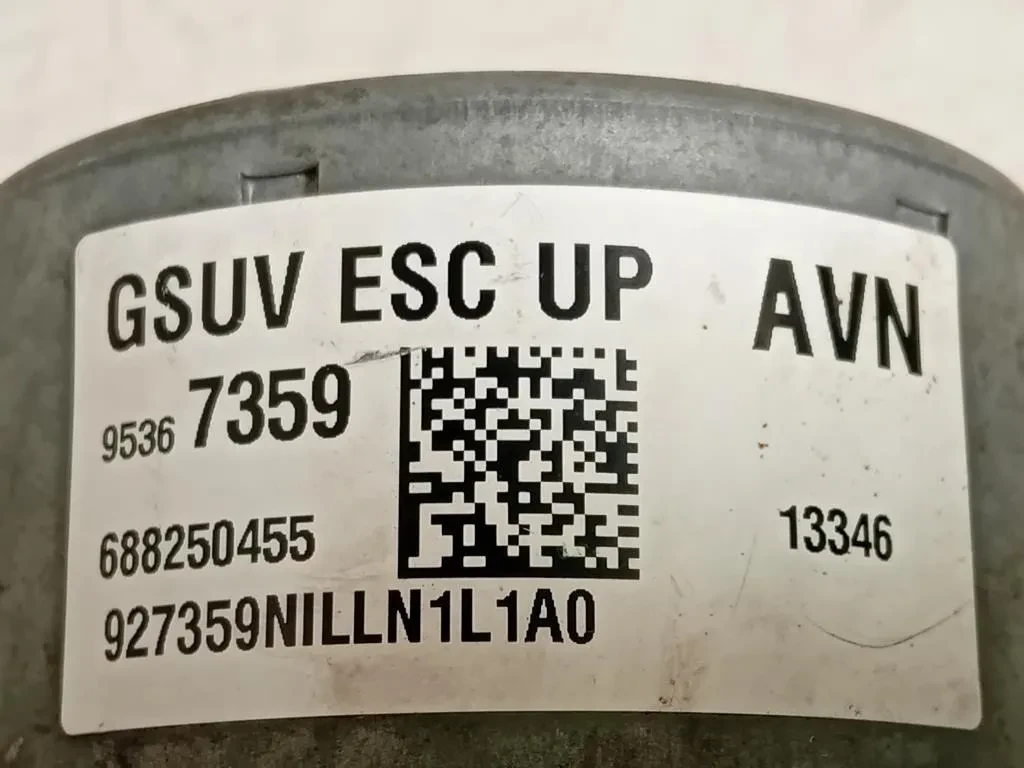 GSUV ESC UP AVN
9536 7359
13346
688250455
927359NILLN1L1A0